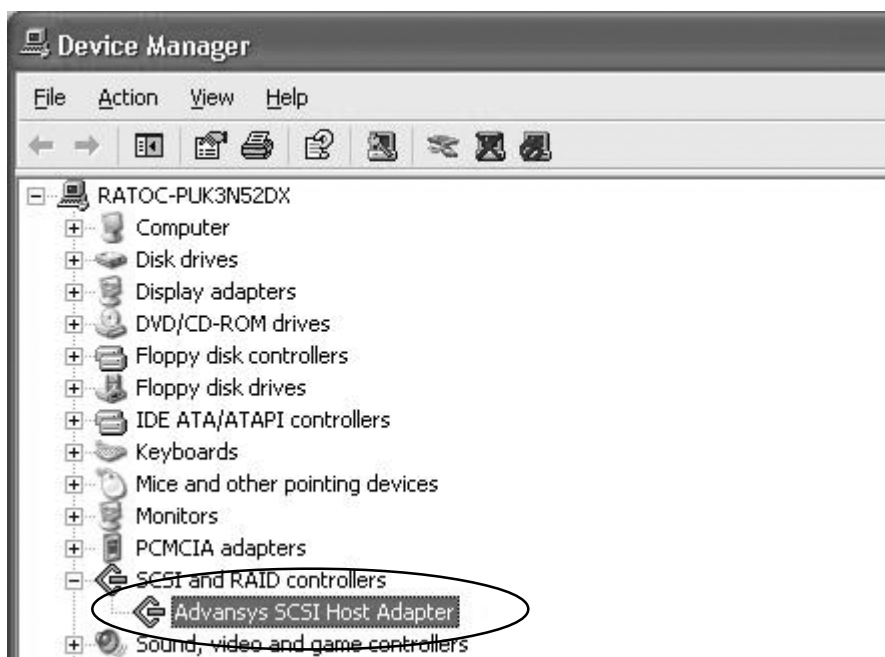 Device Manager
File Action View Help
RATOC-PUK3N52DX
Computer
Disk drives
Display adapters
DVD/CD-ROM drives
Floppy disk controllers
Floppy disk drives
IDE ATA/ATAPI controllers
Keyboards
Mice and other pointing devices
Monitors
PCMCIA adapters
SCSI and RAID controllers
Advansys SCSI Host Adapter
Sound, video and game controllers